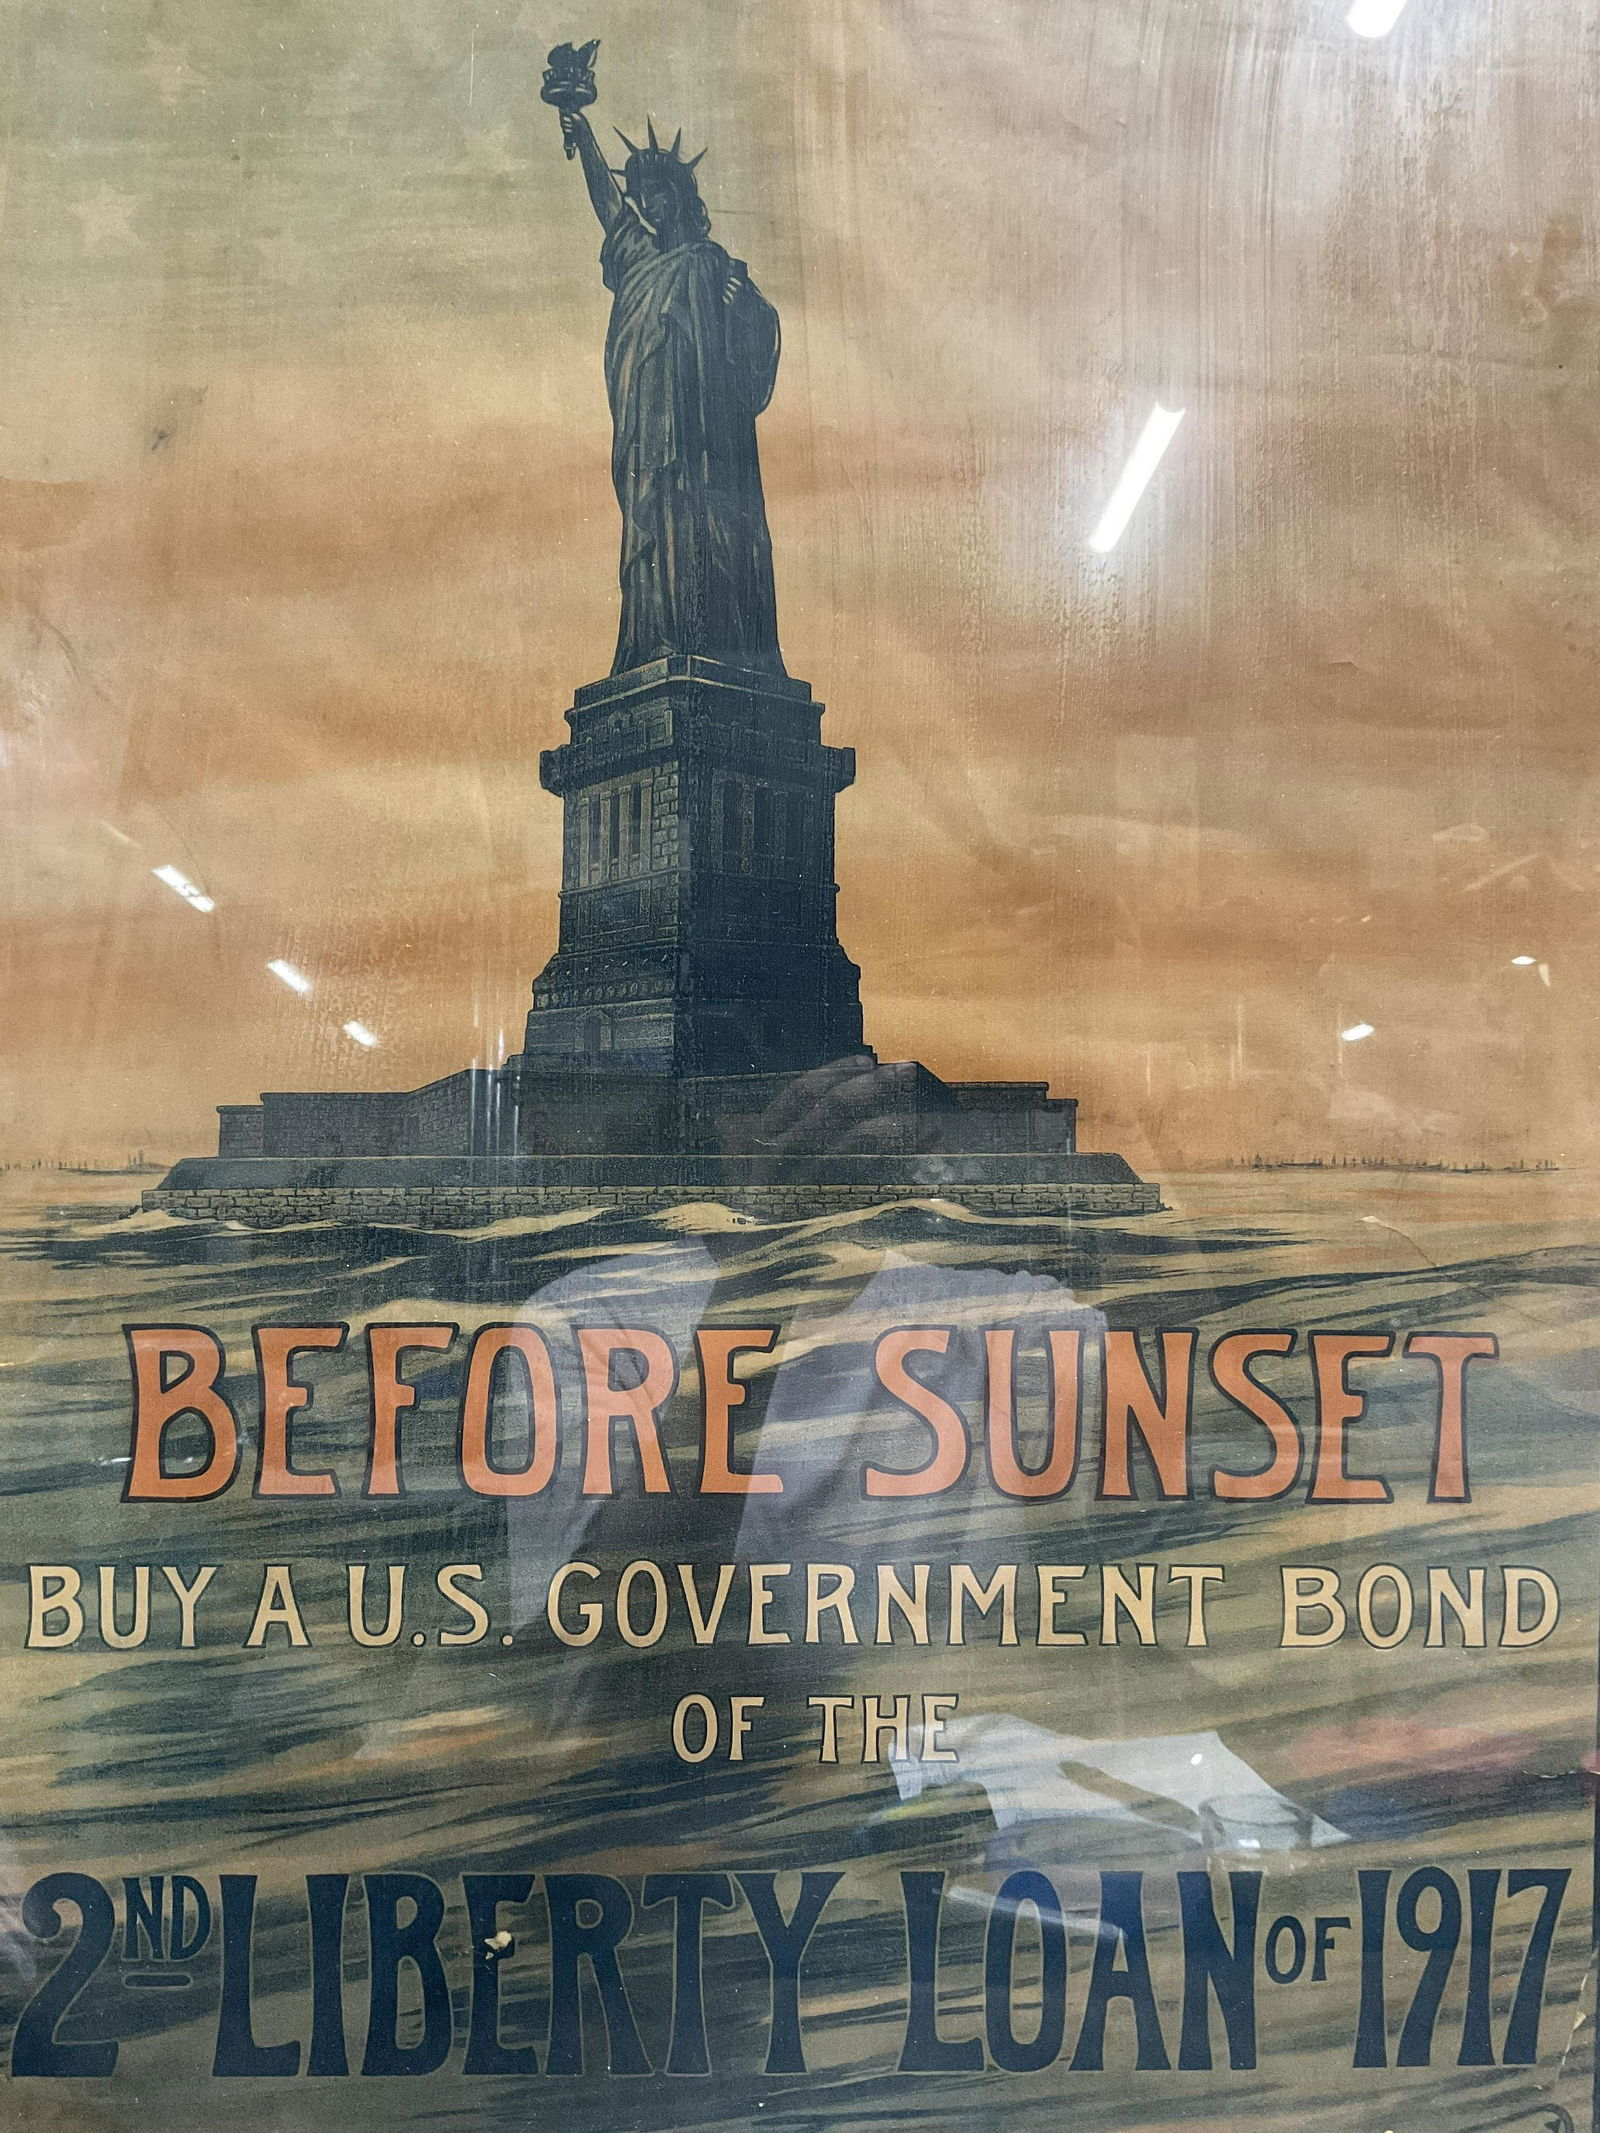 BEFORE SUNSET
BUY A U.S. GOVERNMENT BOND
OF THE
2ND LIBERTY LOAN OF 1917